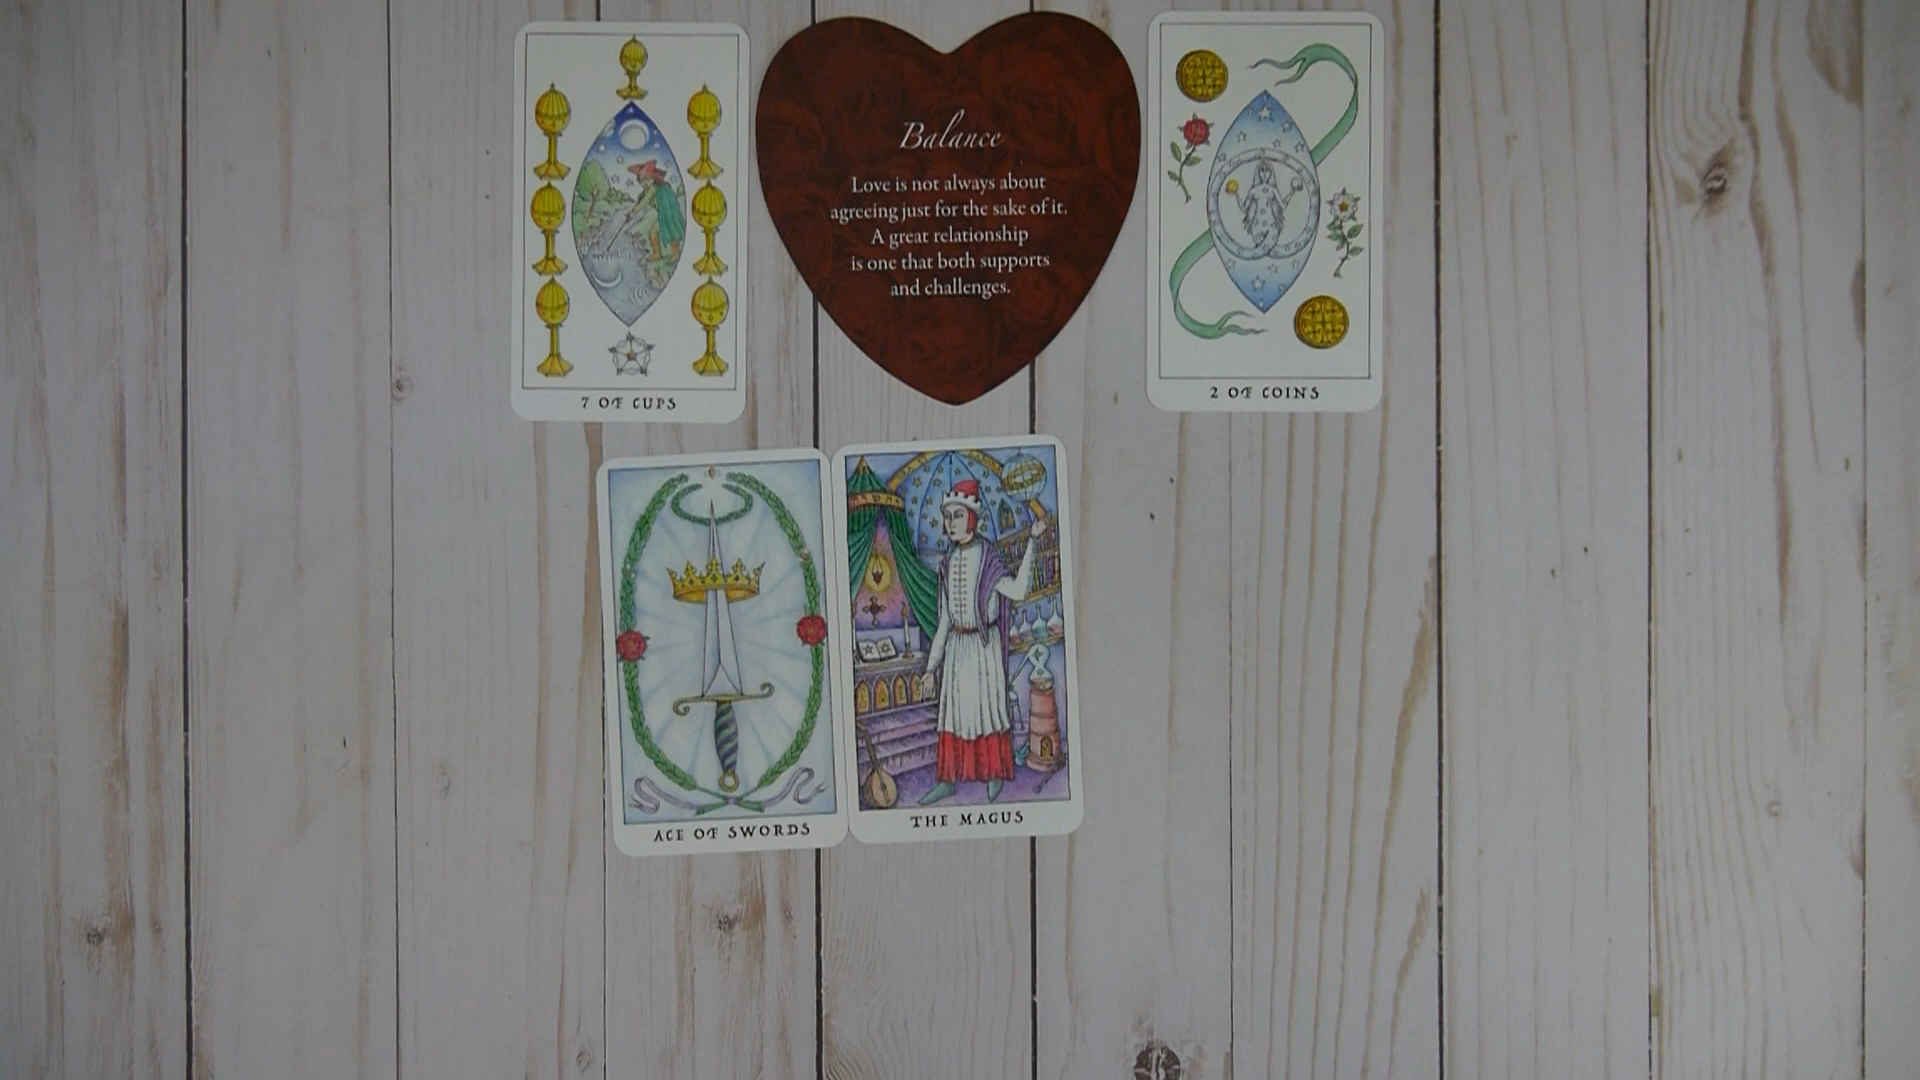 Balance
Love is not always about
agreeing just for the sake of it.
A great relationship
is one that both supports
and challenges.
7 OF CUPS
2 OF COINS
ACE OF SWORDS
THE MAGUS